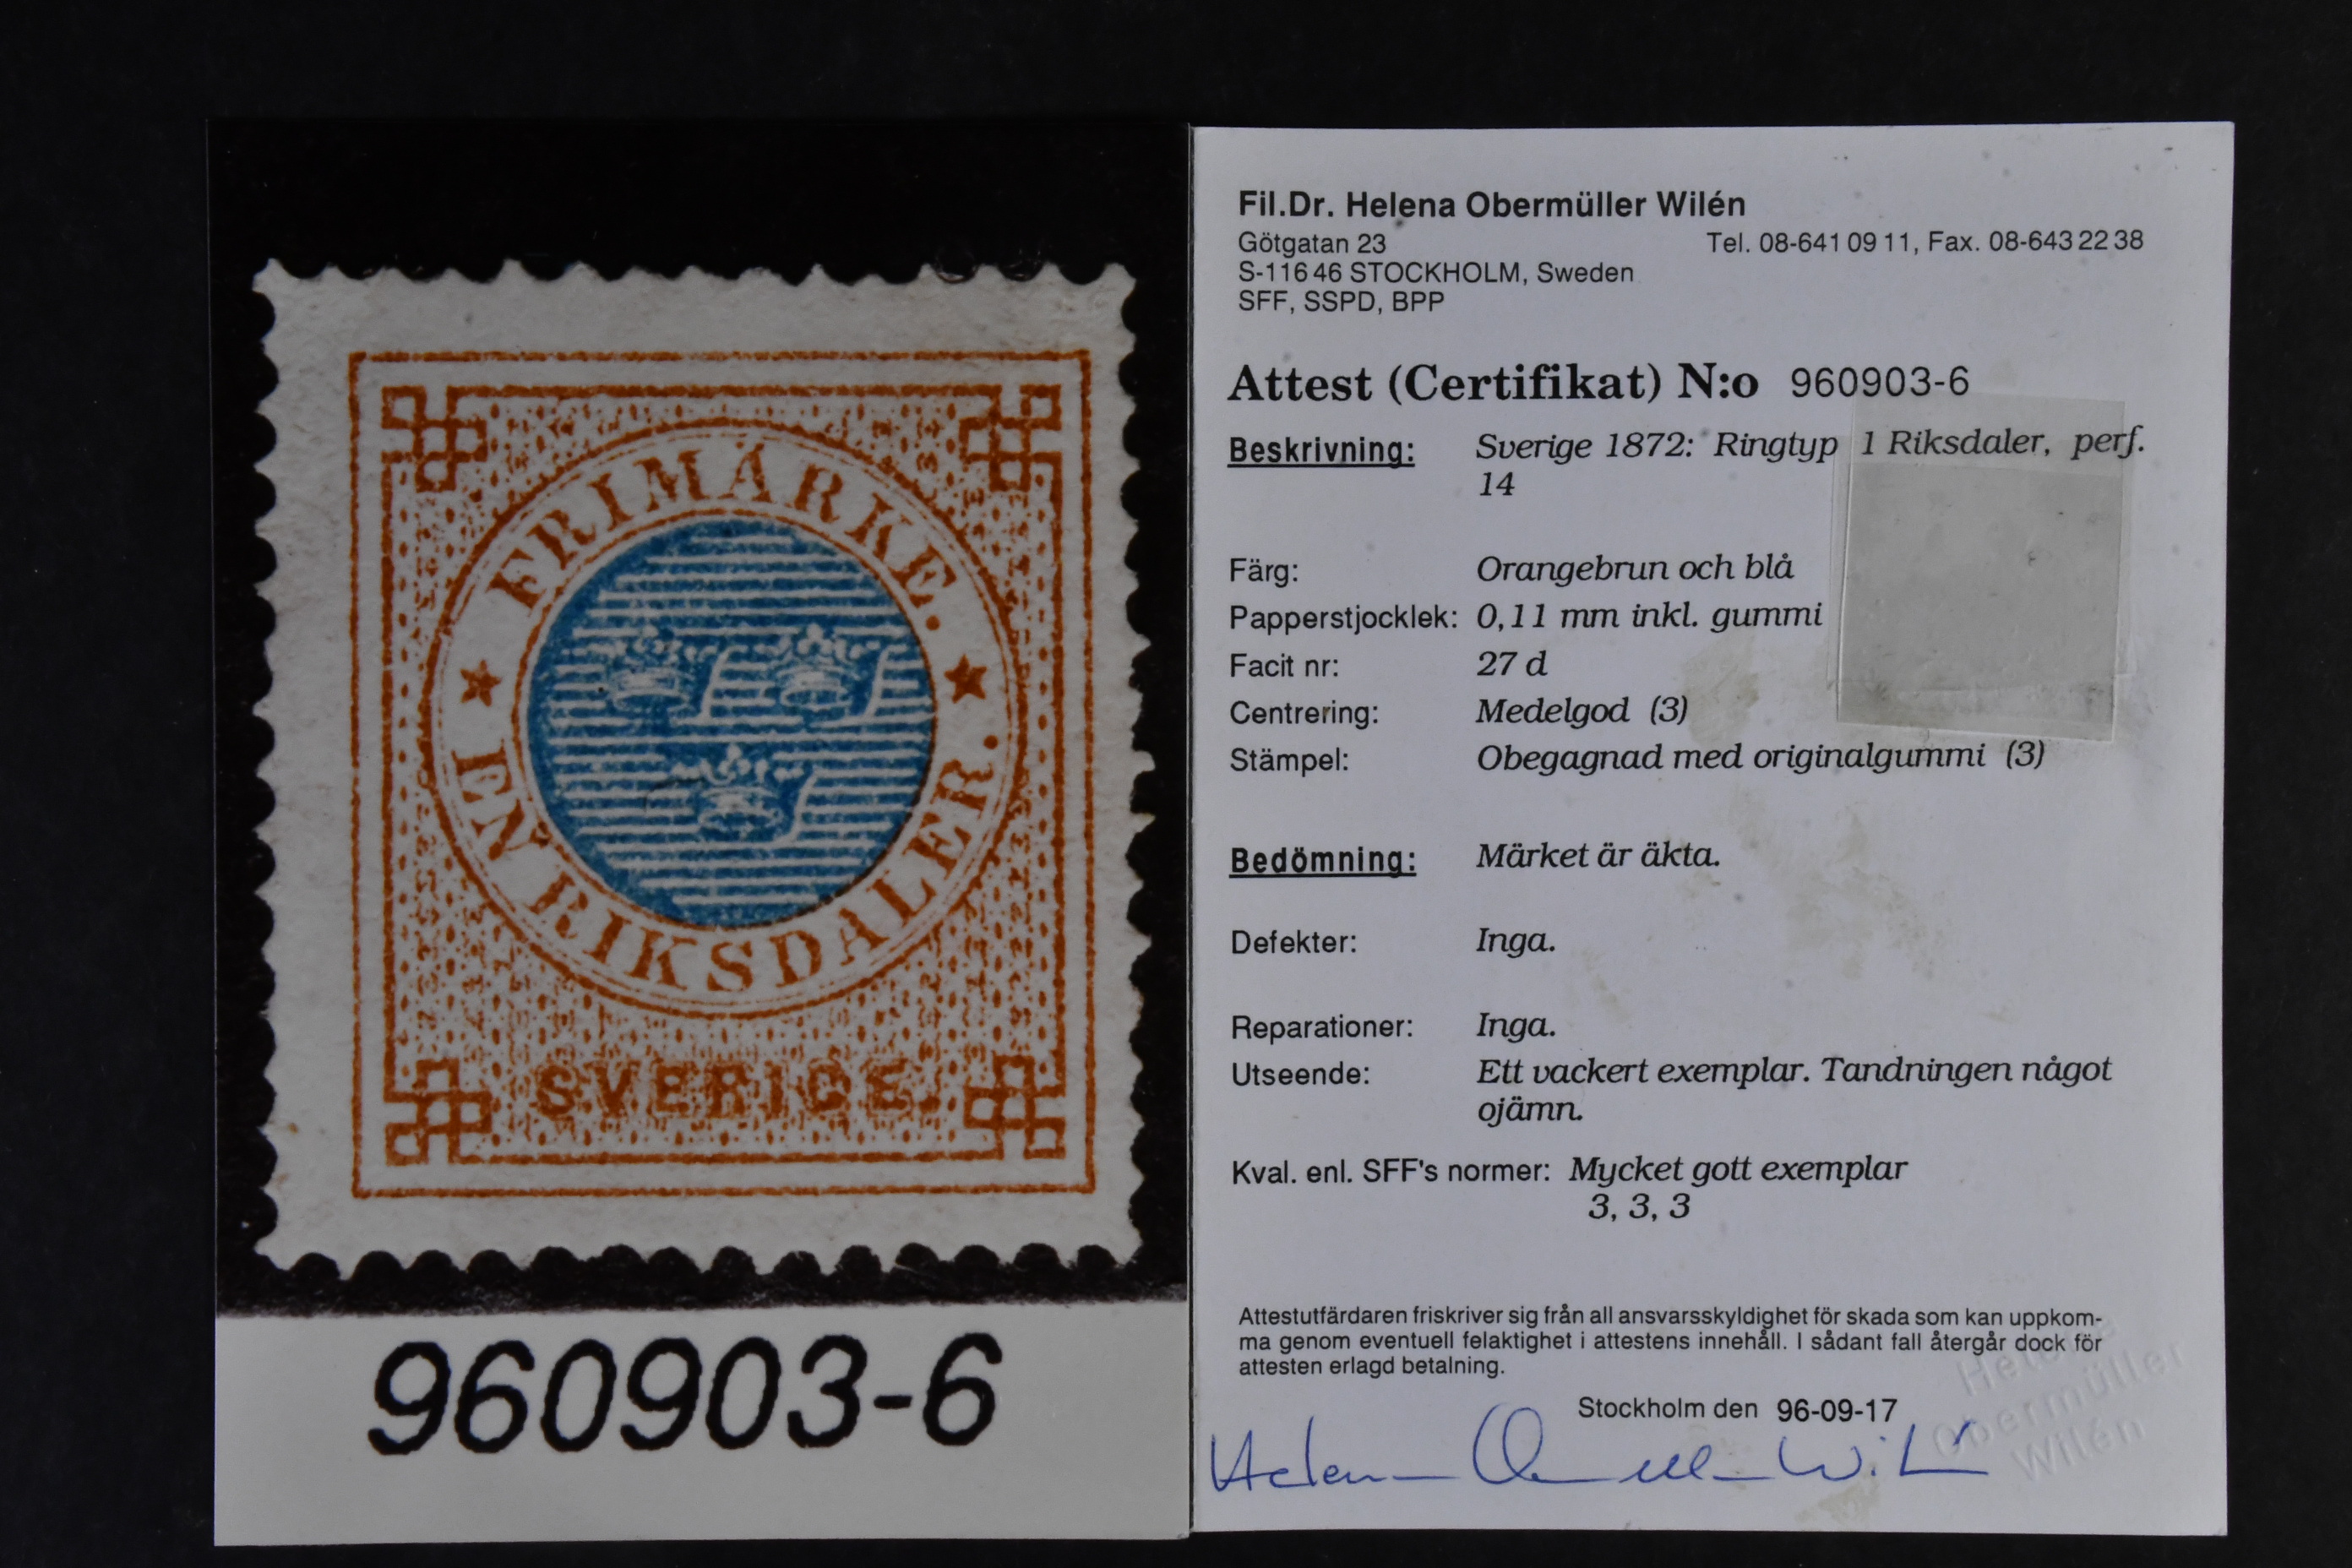 FRIMÄRKE.
EN RIKSDALER.
SVERIGE.
960903-6
Fil.Dr. Helena Obermüller Wilén
Götgatan 23 Tel. 08-641 09 11, Fax. 08-643 22 38
S-116 46 STOCKHOLM, Sweden
SFF, SSPD, BPP
Attest (Certifikat) N:o 960903-6
Beskrivning: Sverige 1872: Ringtyp 1 Riksdaler, perf.
14
Färg: Orangebrun och blå
Papperstjocklek: 0,11 mm inkl. gummi
Facit nr: 27 d
Centrering: Medelgod (3)
Stämpel: Obegagnad med originalgummi (3)
Bedömning: Märket är äkta.
Defekter: Inga.
Reparationer: Inga.
Utseende: Ett vackert exemplar. Tandningen något
ojämn.
Kval. enl. SFF's normer: Mycket gott exemplar
3, 3, 3
Attestutfärdaren friskriver sig från all ansvarsskyldighet för skada som kan uppkom-
ma genom eventuell felaktighet i attestens innehåll. I sådant fall återgår dock för
attesten erlagd betalning.
Stockholm den 96-09-17
Helena Obermüller Wilén
Helena
Obermüller
Wilén